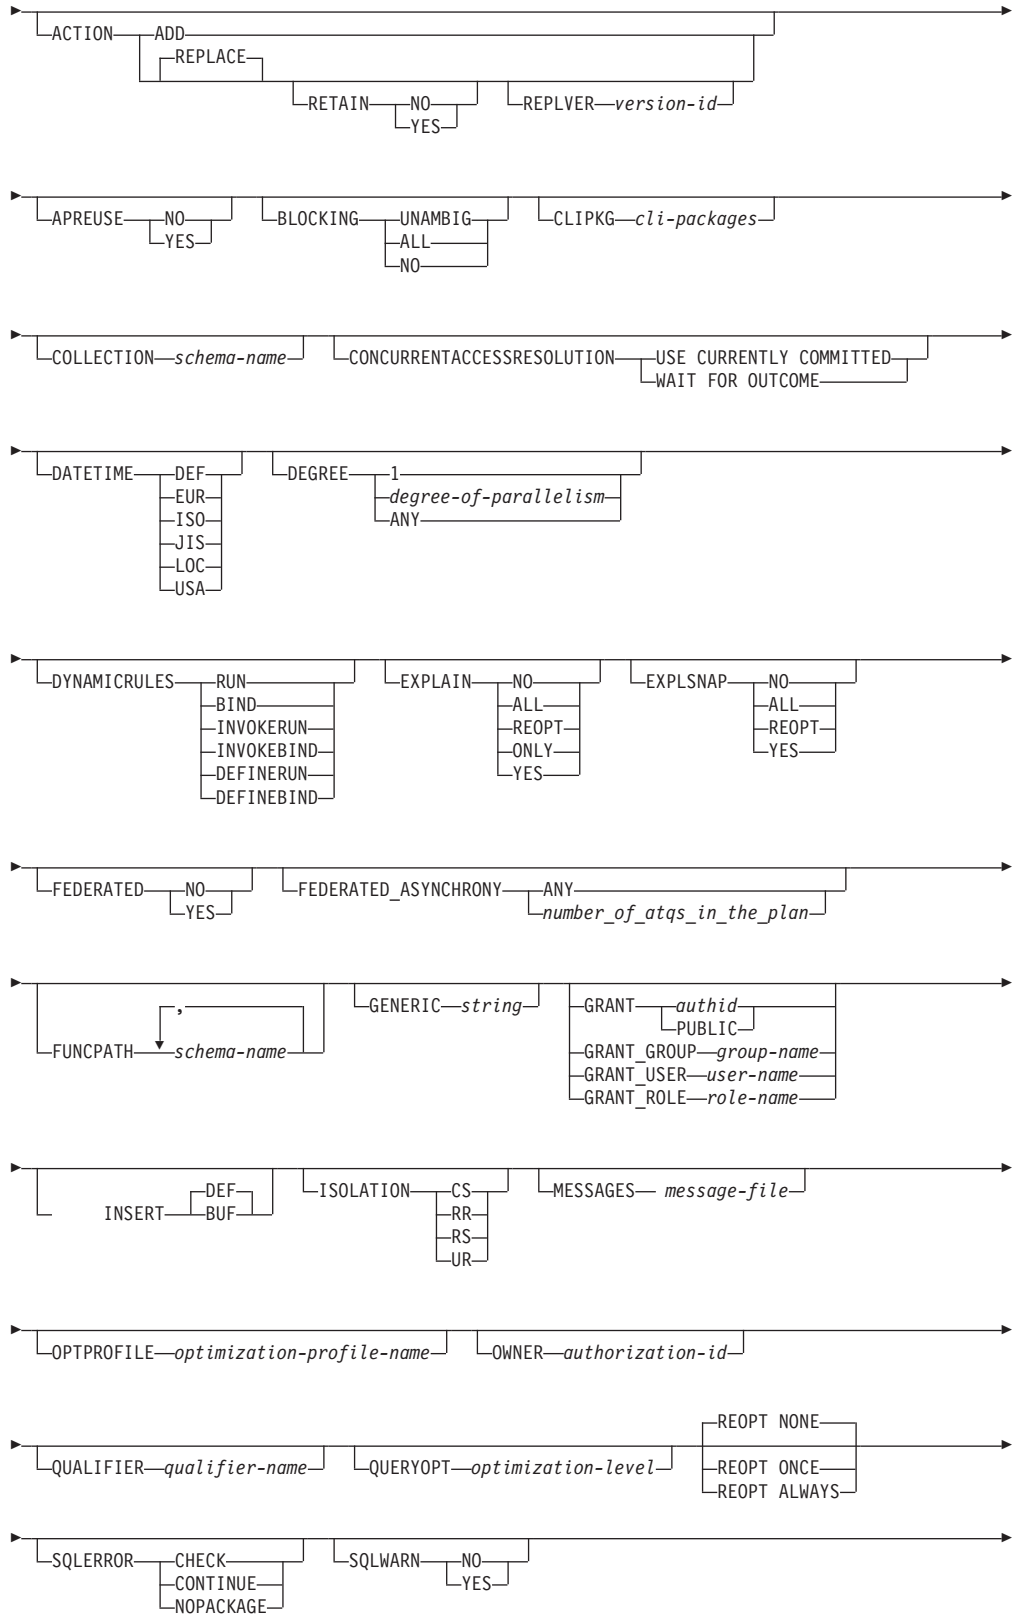 ACTION ADD
REPLACE
RETAIN NO REPLVER version-id
YES
APREUSE NO BLOCKING UNAMBIG CLIPKG cli-packages
YES ALL
NO
COLLECTION schema-name CONCURRENTACCESSRESOLUTION USE CURRENTLY COMMITTED
WAIT FOR OUTCOME
DATETIME DEF DEGREE 1
EUR degree-of-parallelism
ISO ANY
JIS
LOC
USA
DYNAMICRULES RUN EXPLAIN NO EXPLSNAP NO
BIND ALL ALL
INVOKERUN REOPT REOPT
INVOKEBIND ONLY YES
DEFINERUN YES
DEFINEBIND
FEDERATED NO FEDERATED_ASYNCHRONY ANY
YES number_of_atqs_in_the_plan
,
FUNCPATH schema-name
GENERIC string GRANT authid
PUBLIC
GRANT_GROUP group-name
GRANT_USER user-name
GRANT_ROLE role-name
DEF
INSERT BUF
ISOLATION CS MESSAGES message-file
RR
RS
UR
OPTPROFILE optimization-profile-name OWNER authorization-id
REOPT NONE
QUALIFIER qualifier-name QUERYOPT optimization-level REOPT ONCE
REOPT ALWAYS
SQLERROR CHECK SQLWARN NO
CONTINUE YES
NOPACKAGE